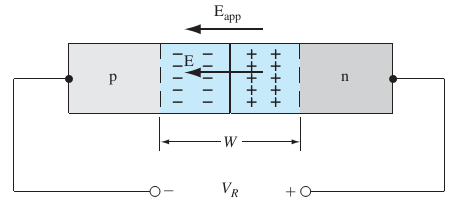 E_app
E
p
n
− − + +
− − + +
− − + +
− − + +
− − + +
W
− V_R +